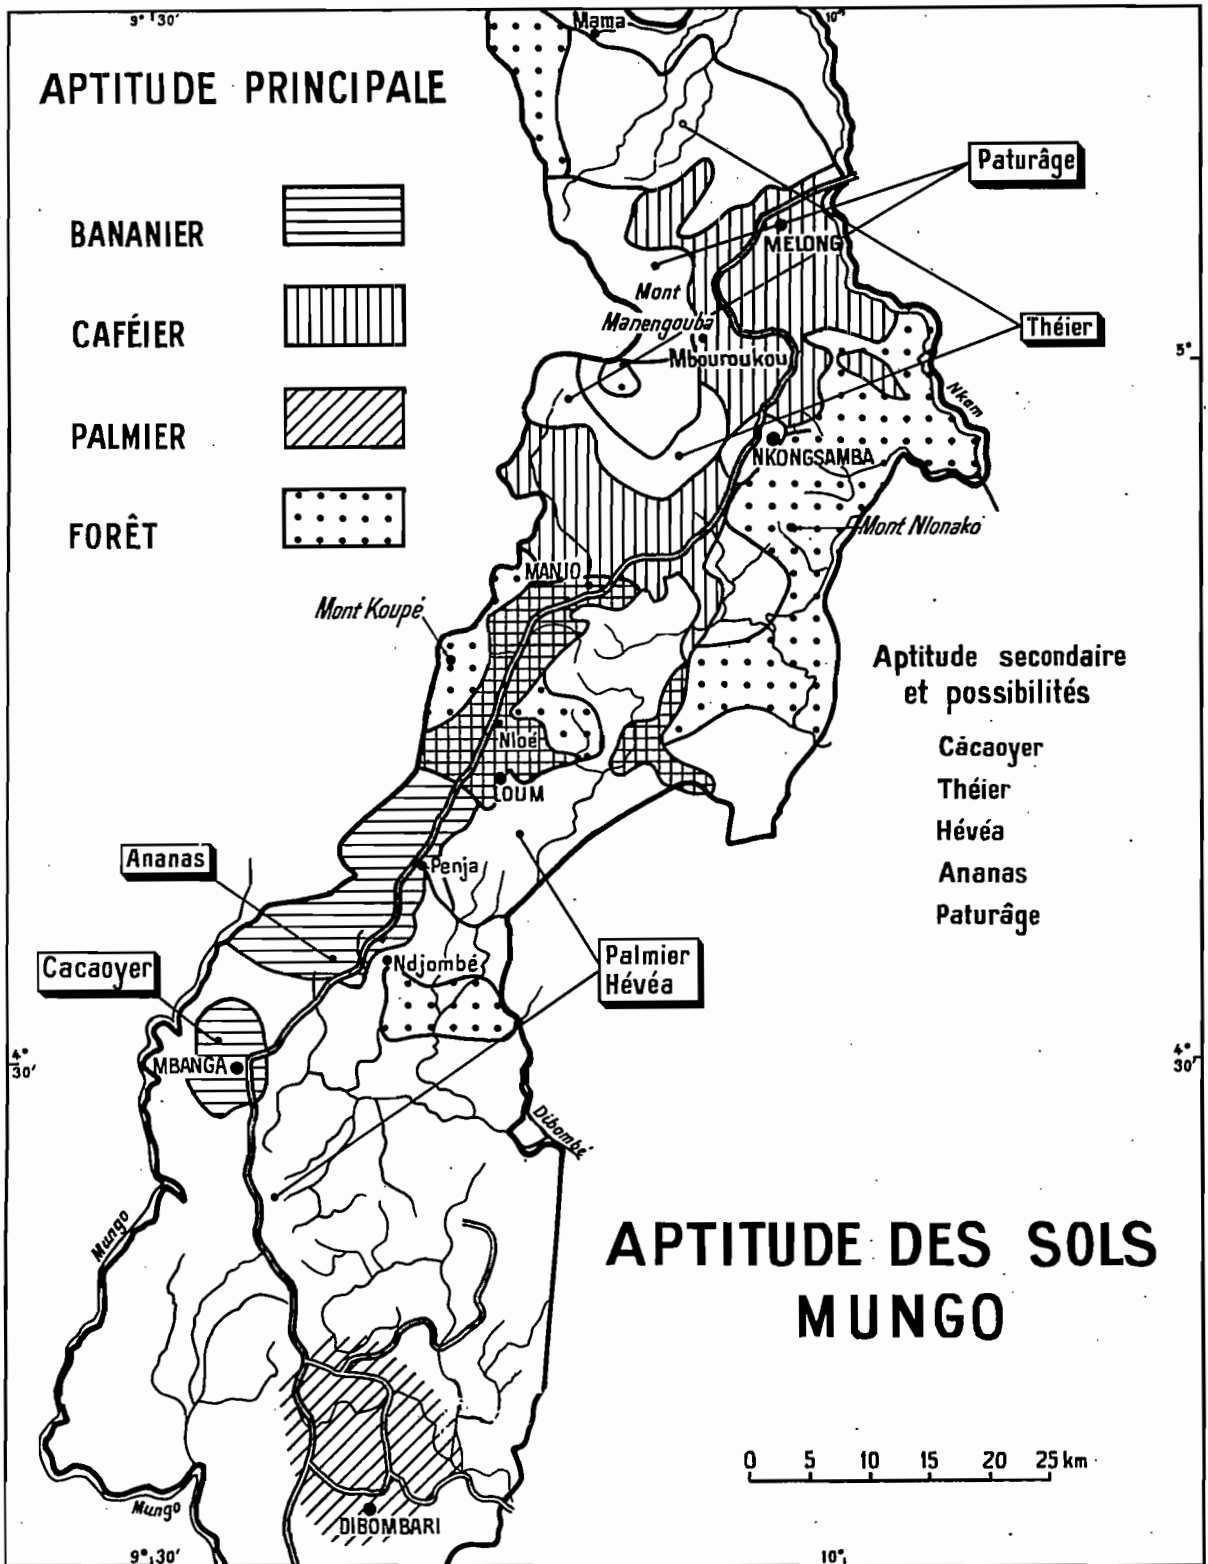 9° 30'
10°
Mama
APTITUDE PRINCIPALE
BANANIER
CAFÉIER
PALMIER
FORÊT
Paturâge
MELONG
Mont
Manengouba
Mbouroukou
Théier
5°
Nkam
NKONGSAMBA
Mont Nlonako
MANJO
Mont Koupé
Aptitude secondaire
et possibilités
Càcaoyer
Théier
Hévéa
Ananas
Paturâge
Nloé
LOUM
Ananas
Penja
Cacaoyer
Ndjombé
Palmier
Hévéa
4°
30'
MBANGA
4°
30'
Dibombé
Mungo
APTITUDE DES SOLS
MUNGO
0 5 10 15 20 25 km
Mungo
DIBOMBARI
9° 30'
10°